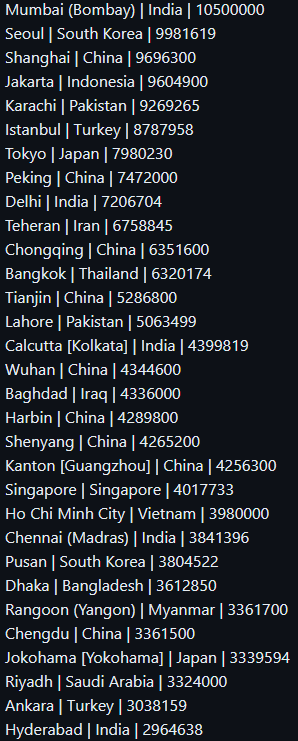 Mumbai (Bombay) | India | 10500000
Seoul | South Korea | 9981619
Shanghai | China | 9696300
Jakarta | Indonesia | 9604900
Karachi | Pakistan | 9269265
Istanbul | Turkey | 8787958
Tokyo | Japan | 7980230
Peking | China | 7472000
Delhi | India | 7206704
Teheran | Iran | 6758845
Chongqing | China | 6351600
Bangkok | Thailand | 6320174
Tianjin | China | 5286800
Lahore | Pakistan | 5063499
Calcutta [Kolkata] | India | 4399819
Wuhan | China | 4344600
Baghdad | Iraq | 4336000
Harbin | China | 4289800
Shenyang | China | 4265200
Kanton [Guangzhou] | China | 4256300
Singapore | Singapore | 4017733
Ho Chi Minh City | Vietnam | 3980000
Chennai (Madras) | India | 3841396
Pusan | South Korea | 3804522
Dhaka | Bangladesh | 3612850
Rangoon (Yangon) | Myanmar | 3361700
Chengdu | China | 3361500
Jokohama [Yokohama] | Japan | 3339594
Riyadh | Saudi Arabia | 3324000
Ankara | Turkey | 3038159
Hyderabad | India | 2964638